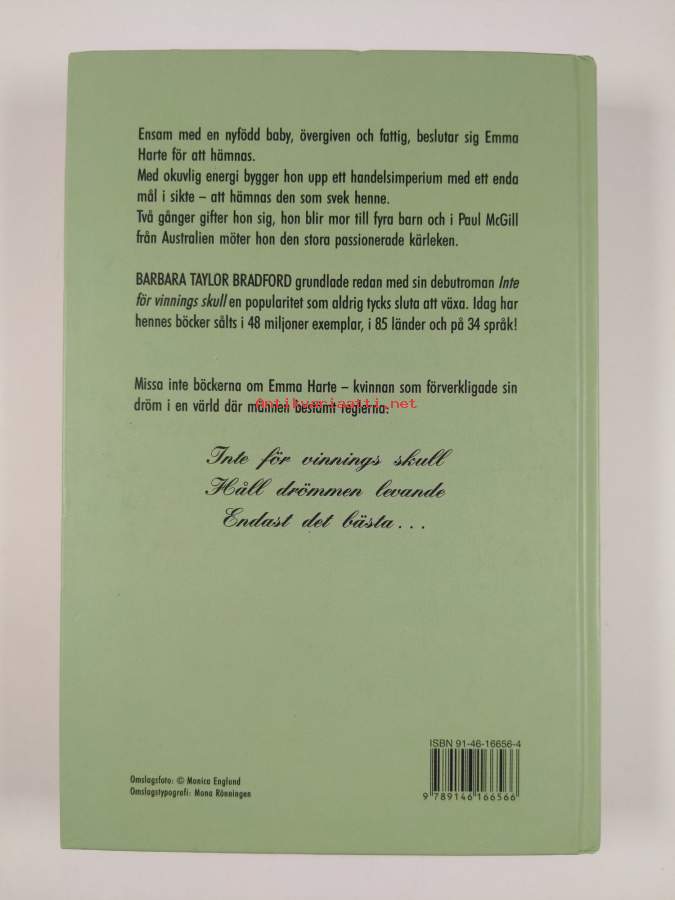 Ensam med en nyfödd baby, övergiven och fattig, beslutar sig Emma
Harte för att hämnas.
Med okuvlig energi bygger hon upp ett handelsimperium med ett enda
mål i sikte – att hämnas den som svek henne.
Två gånger gifter hon sig, hon blir mor till fyra barn och i Paul McGill
från Australien möter hon den stora passionerade kärleken.
BARBARA TAYLOR BRADFORD grundlade redan med sin debutroman Inte
för vinnings skull en popularitet som aldrig tycks sluta att växa. Idag har
hennes böcker sålts i 48 miljoner exemplar, i 85 länder och på 34 språk!
Missa inte böckerna om Emma Harte – kvinnan som förverkligade sin
dröm i en värld där männen bestämt reglerna:
Antikvariaatti.net
Inte för vinnings skull
Håll drömmen levande
Endast det bästa...
ISBN 91-46-16656-4
9 789146 166566
Omslagsfoto: © Monica Englund
Omslagstypografi: Mona Rönningen